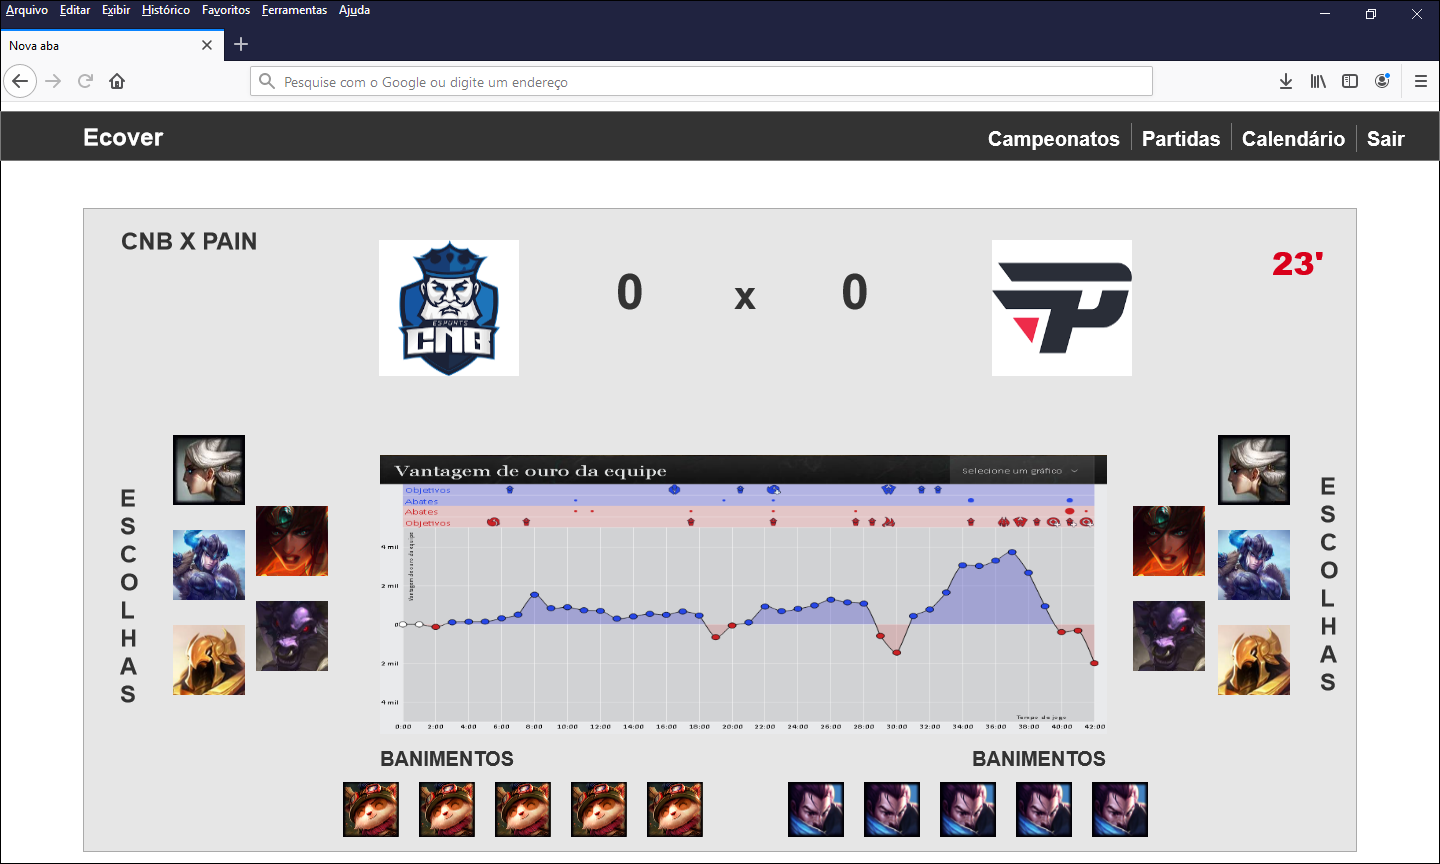 Arquivo Editar Exibir Histórico Favoritos Ferramentas Ajuda
Nova aba
Pesquise com o Google ou digite um endereço
Ecover
Campeonatos Partidas Calendário Sair
CNB X PAIN
ESPORTS
CNB
0 x 0
23'
ESCOLHAS
Vantagem de ouro da equipe
Selecione um gráfico
Objetivos
Abates
Abates
Objetivos
Vantagem de ouro da equipe
4 mil
2 mil
0
2 mil
4 mil
Tempo de jogo
0:00 2:00 4:00 6:00 8:00 10:00 12:00 14:00 16:00 18:00 20:00 22:00 24:00 26:00 28:00 30:00 32:00 34:00 36:00 38:00 40:00 42:00
ESCOLHAS
BANIMENTOS
BANIMENTOS